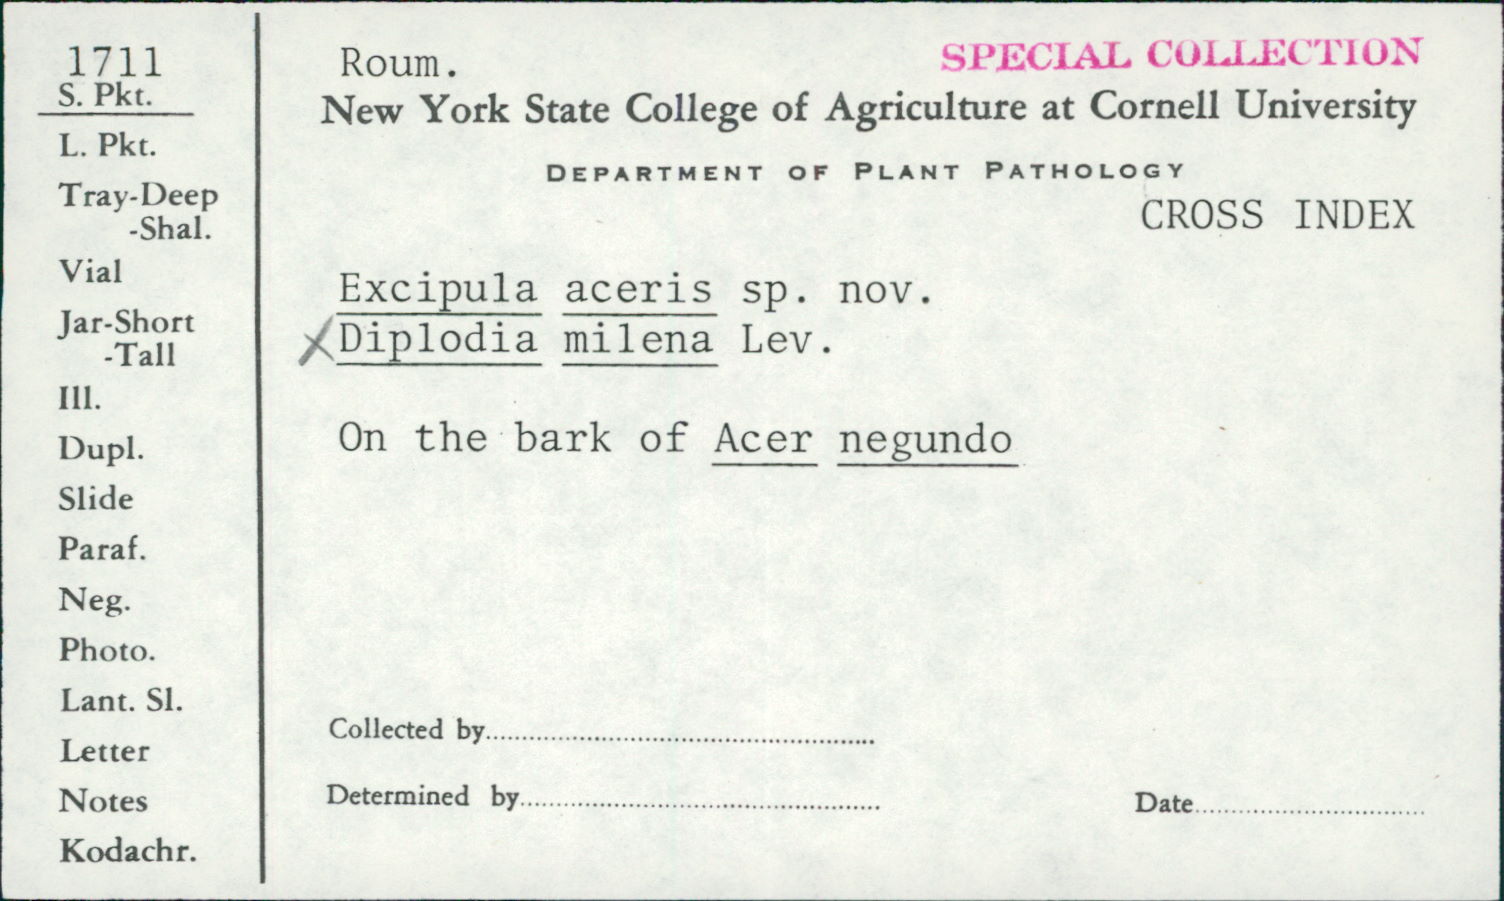 1711
S. Pkt.
L. Pkt.
Tray-Deep
-Shal.
Vial
Jar-Short
-Tall
Ill.
Dupl.
Slide
Paraf.
Neg.
Photo.
Lant. Sl.
Letter
Notes
Kodachr.
Roum.
SPECIAL COLLECTION
New York State College of Agriculture at Cornell University
DEPARTMENT OF PLANT PATHOLOGY
CROSS INDEX
Excipula aceris sp. nov.
Diplodia milena Lev.
On the bark of Acer negundo
Collected by
Determined by
Date